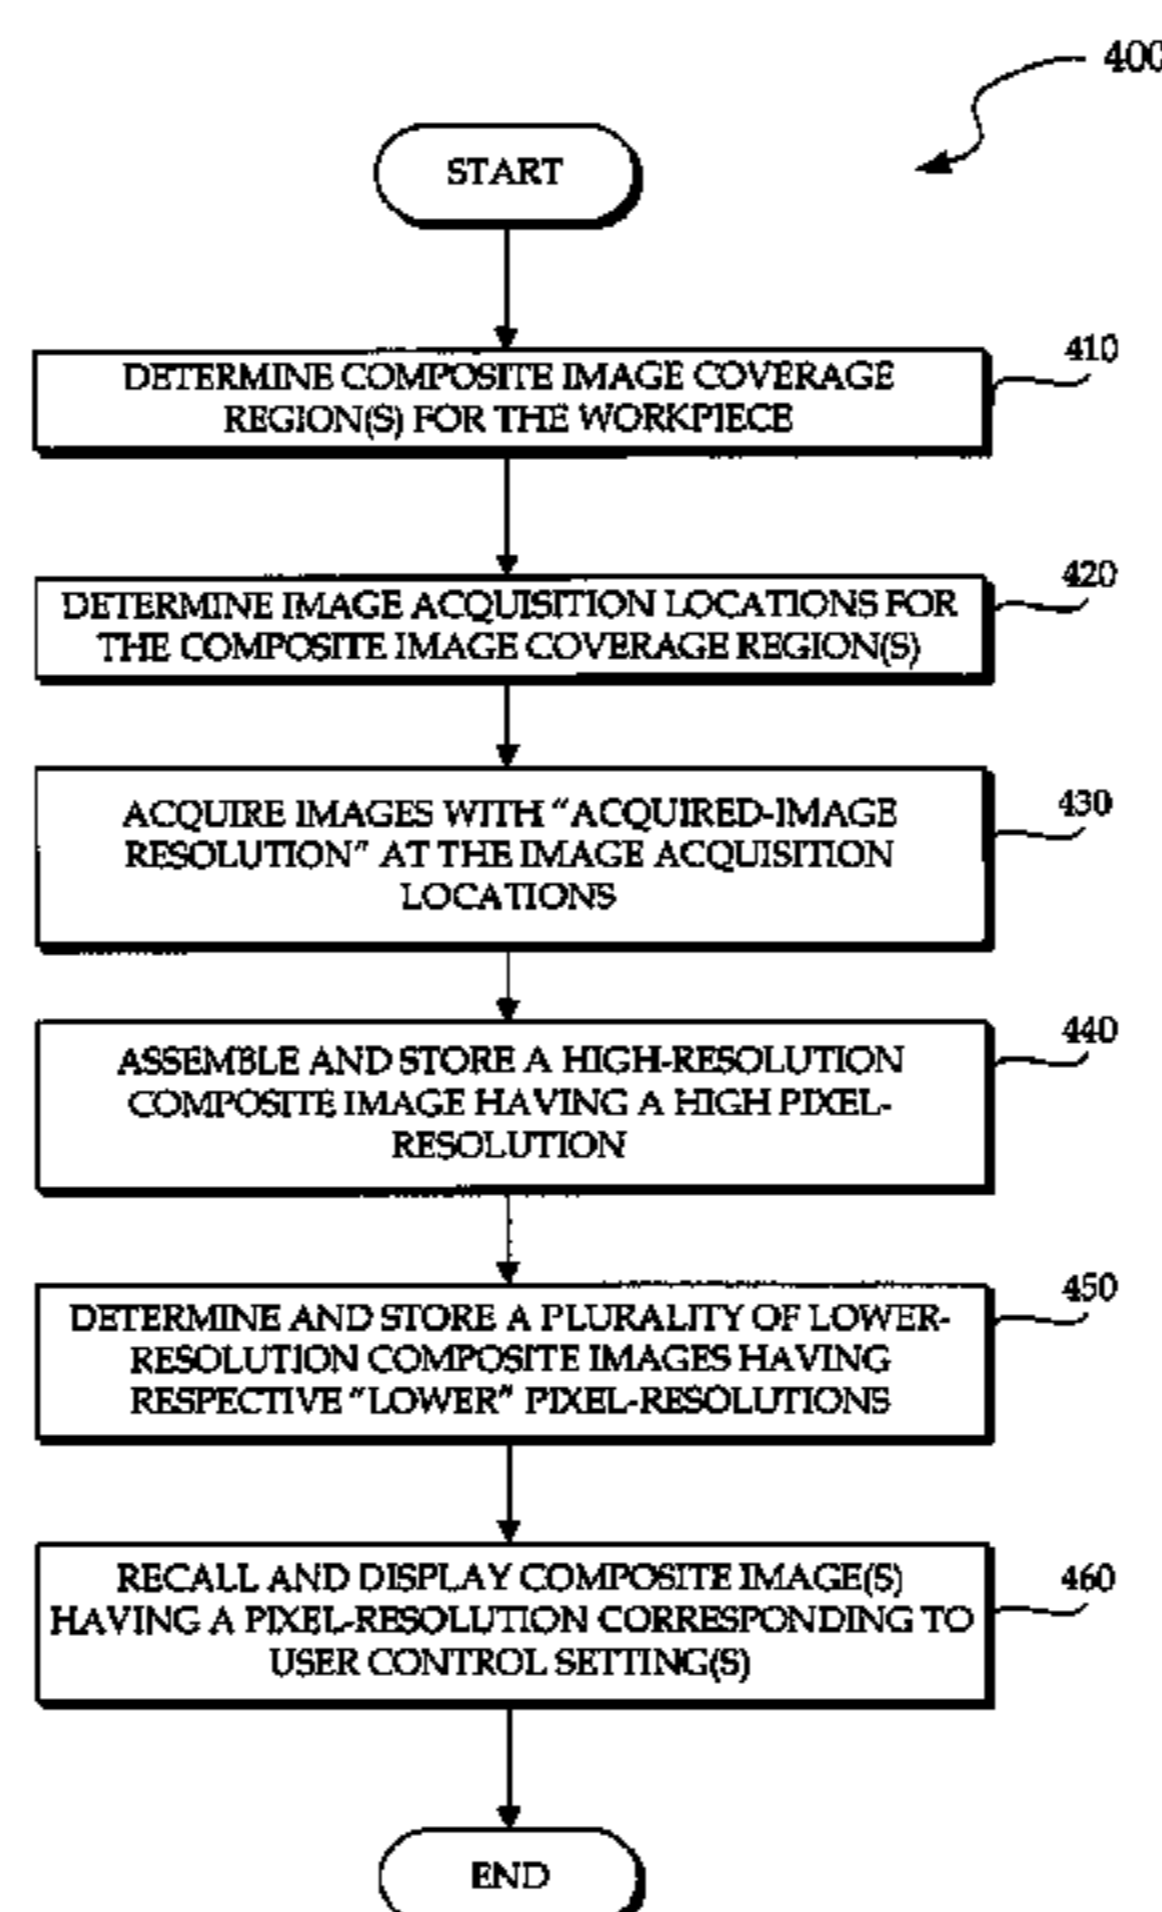 400
START
410
DETERMINE COMPOSITE IMAGE COVERAGE
REGION(S) FOR THE WORKPIECE
420
DETERMINE IMAGE ACQUISITION LOCATIONS FOR
THE COMPOSITE IMAGE COVERAGE REGION(S)
430
ACQUIRE IMAGES WITH "ACQUIRED-IMAGE
RESOLUTION" AT THE IMAGE ACQUISITION
LOCATIONS
440
ASSEMBLE AND STORE A HIGH-RESOLUTION
COMPOSITE IMAGE HAVING A HIGH PIXEL-
RESOLUTION
450
DETERMINE AND STORE A PLURALITY OF LOWER-
RESOLUTION COMPOSITE IMAGES HAVING
RESPECTIVE "LOWER" PIXEL-RESOLUTIONS
460
RECALL AND DISPLAY COMPOSITE IMAGE(S)
HAVING A PIXEL-RESOLUTION CORRESPONDING TO
USER CONTROL SETTING(S)
END